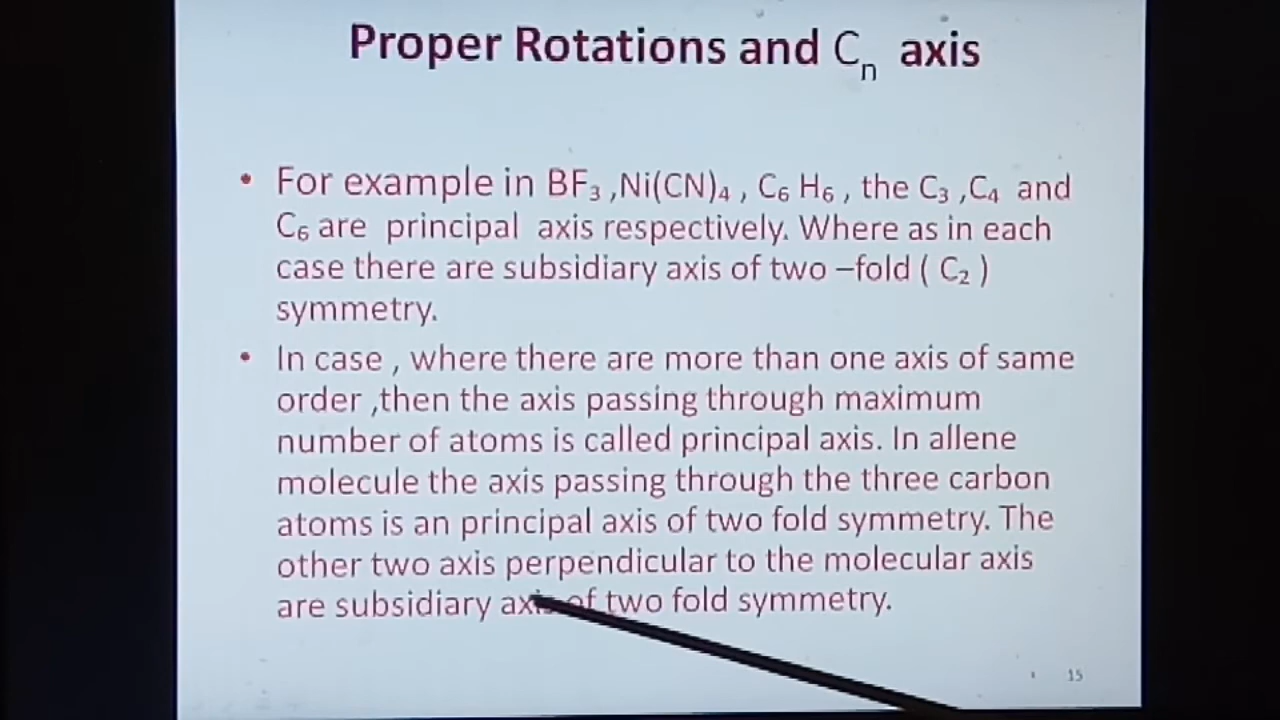 Proper Rotations and Cₙ axis
• For example in BF₃ ,Ni(CN)₄ , C₆ H₆ , the C₃ ,C₄ and
C₆ are principal axis respectively. Where as in each
case there are subsidiary axis of two –fold ( C₂ )
symmetry.
• In case , where there are more than one axis of same
order ,then the axis passing through maximum
number of atoms is called principal axis. In allene
molecule the axis passing through the three carbon
atoms is an principal axis of two fold symmetry. The
other two axis perpendicular to the molecular axis
are subsidiary axis of two fold symmetry.
15